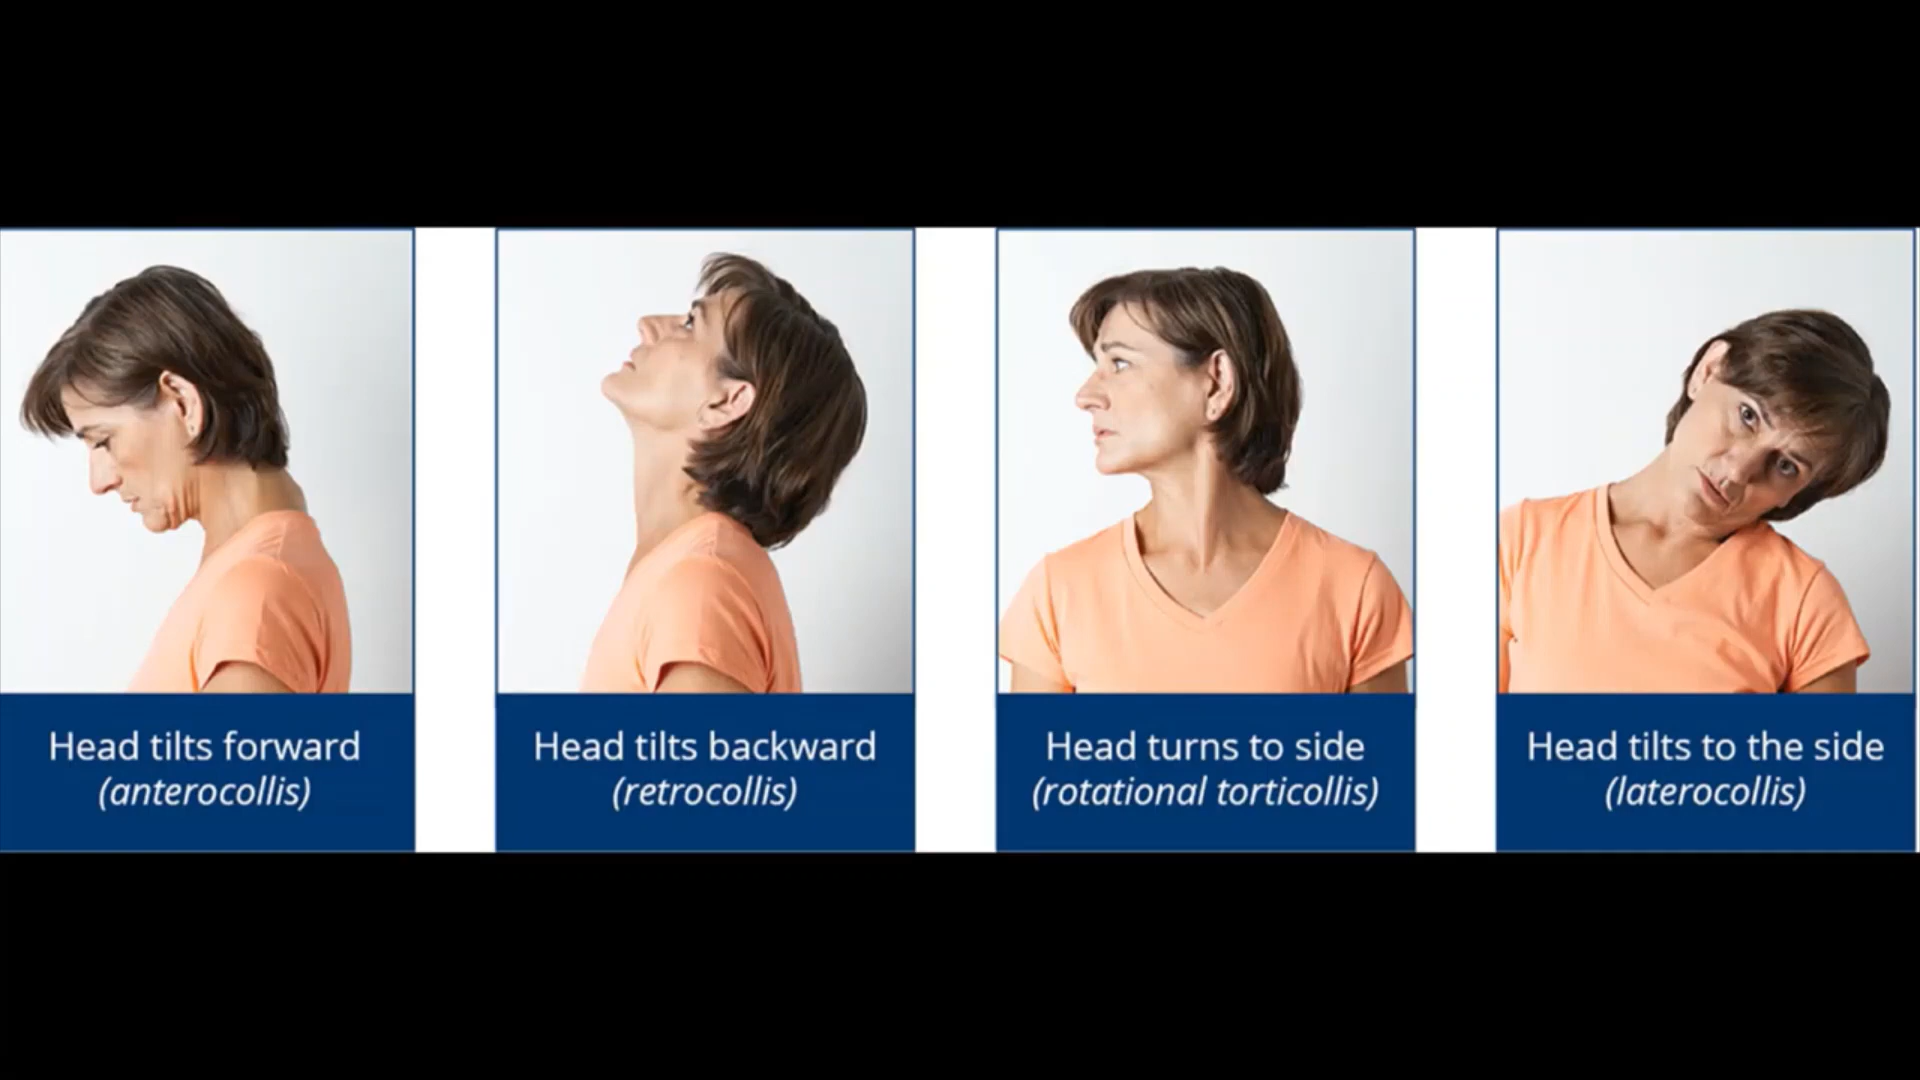 Head tilts forward
(anterocollis)
Head tilts backward
(retrocollis)
Head turns to side
(rotational torticollis)
Head tilts to the side
(laterocollis)